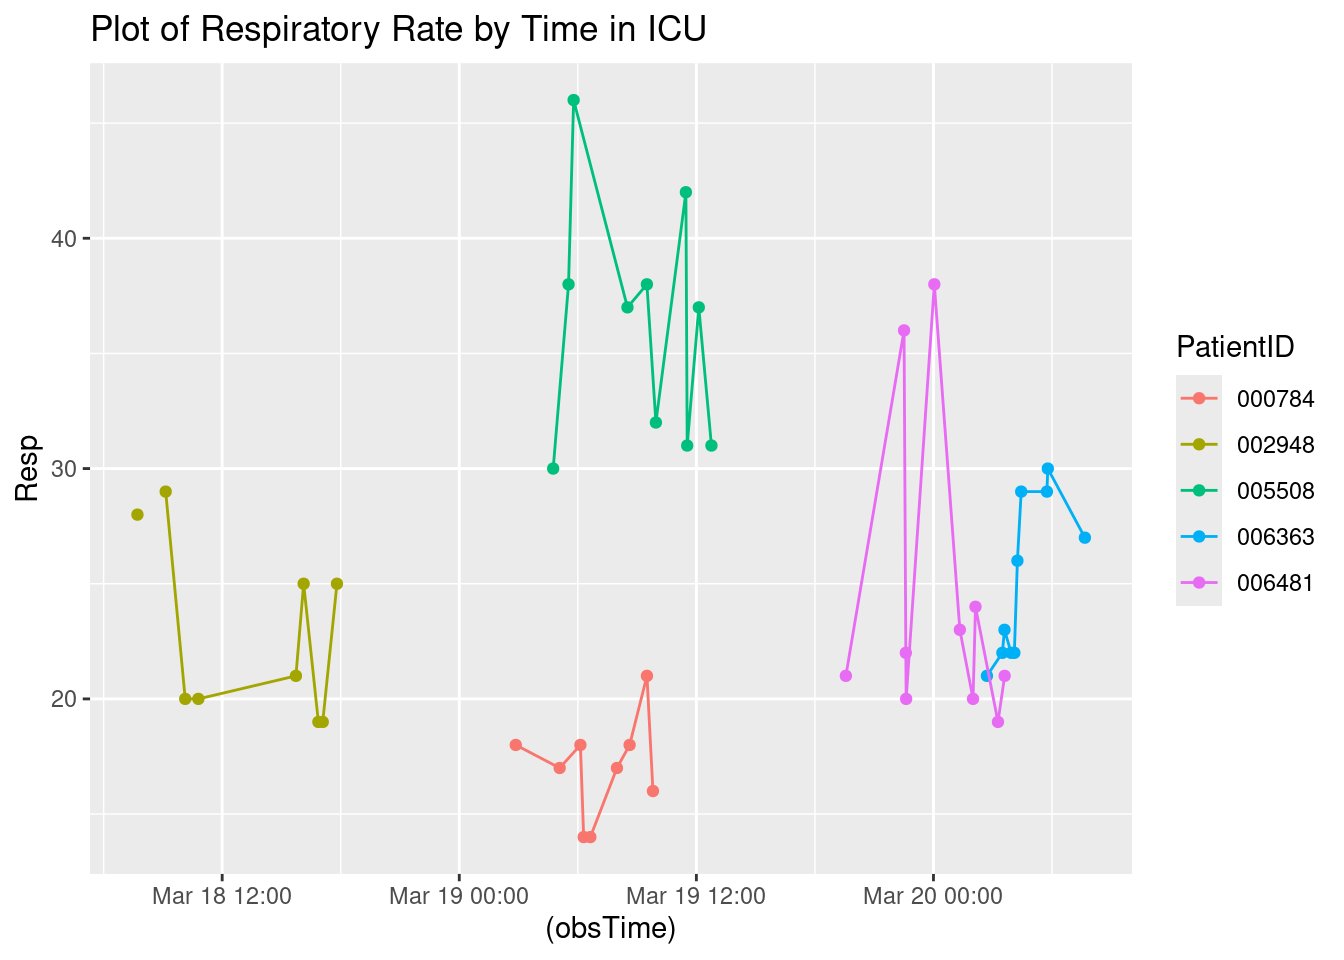 Plot of Respiratory Rate by Time in ICU
Resp
40
30
20
Mar 18 12:00
Mar 19 00:00
Mar 19 12:00
Mar 20 00:00
(obsTime)
PatientID
000784
002948
005508
006363
006481